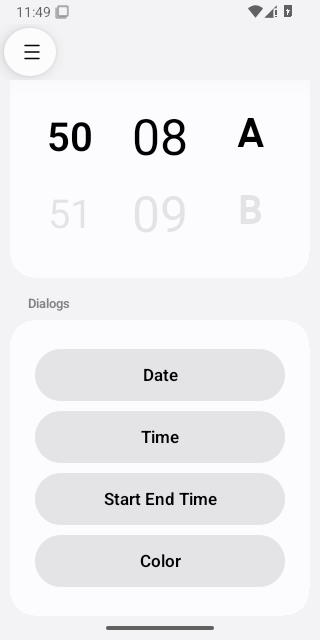 11:49
50 08 A
51 09 B
Dialogs
Date
Time
Start End Time
Color